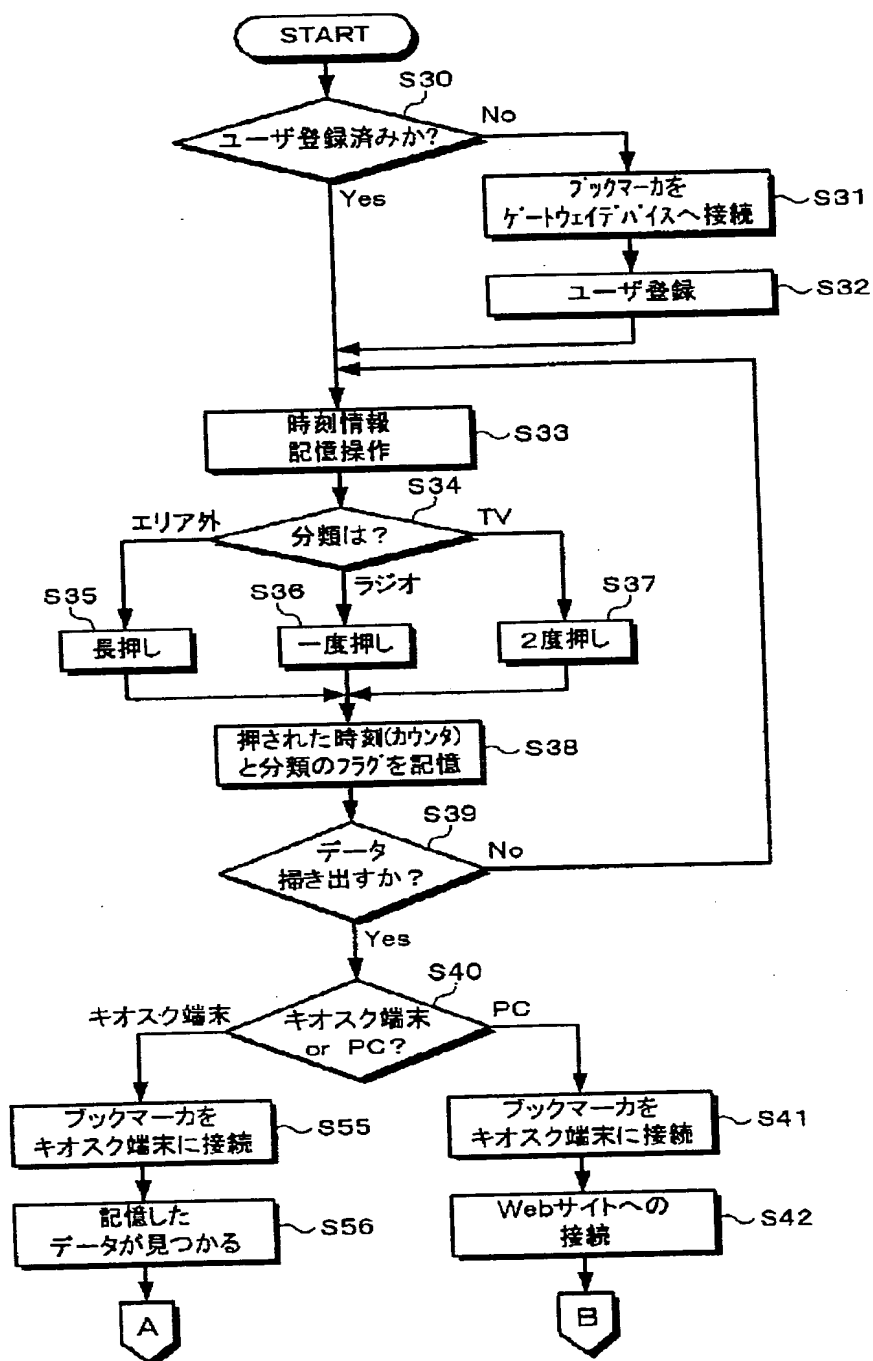 START
S30
ユーザ登録済みか?
No
Yes
ブックマーカを
ゲートウェイデバイスへ接続
S31
ユーザ登録
S32
時刻情報
記憶操作
S33
S34
エリア外
分類は?
TV
ラジオ
S35
長押し
S36
一度押し
S37
2度押し
押された時刻(カウンタ)
と分類のフラグを記憶
S38
S39
データ
掃き出すか?
No
Yes
S40
キオスク端末
キオスク端末
or PC?
PC
ブックマーカを
キオスク端末に接続
S55
ブックマーカを
キオスク端末に接続
S41
記憶した
データが見つかる
S56
Webサイトへの
接続
S42
A
B